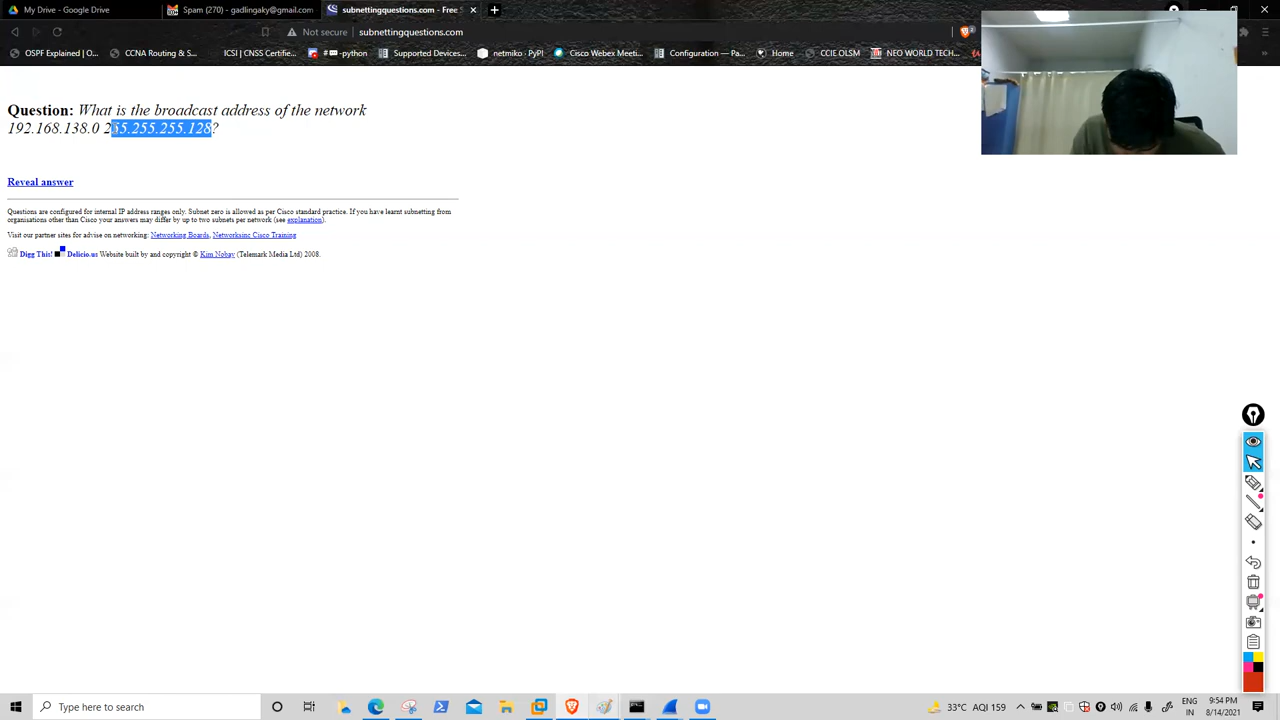 My Drive - Google Drive
Spam (770) - gadlingaky@gmail.com
subnettingquestions.com - Free
Not secure
subnettingquestions.com
OSPF Explained | O...
CCNA Routing & S...
ICSI | CNSS Certifie...
-python
Supported Devices...
netmiko · PyPI
Cisco Webex Meeti...
Configuration — Pa...
Home
CCIE OLSM
NEO WORLD TECH...
Question: What is the broadcast address of the network
192.168.138.0 255.255.255.128?
Reveal answer
Questions are configured for internal IP address ranges only. Subnet zero is allowed as per Cisco standard practice. If you have learnt subnetting from
organisations other than Cisco your answers may differ by up to two subnets per network (see explanation).
Visit our partner sites for advise on networking: Networking Boards, Networksinc Cisco Training
Digg This! Delicio.us Website built by and copyright © Kim Nobay (Telemark Media Ltd) 2008.
Type here to search
33°C AQI 159
ENG
IN
9:54 PM
8/14/2021